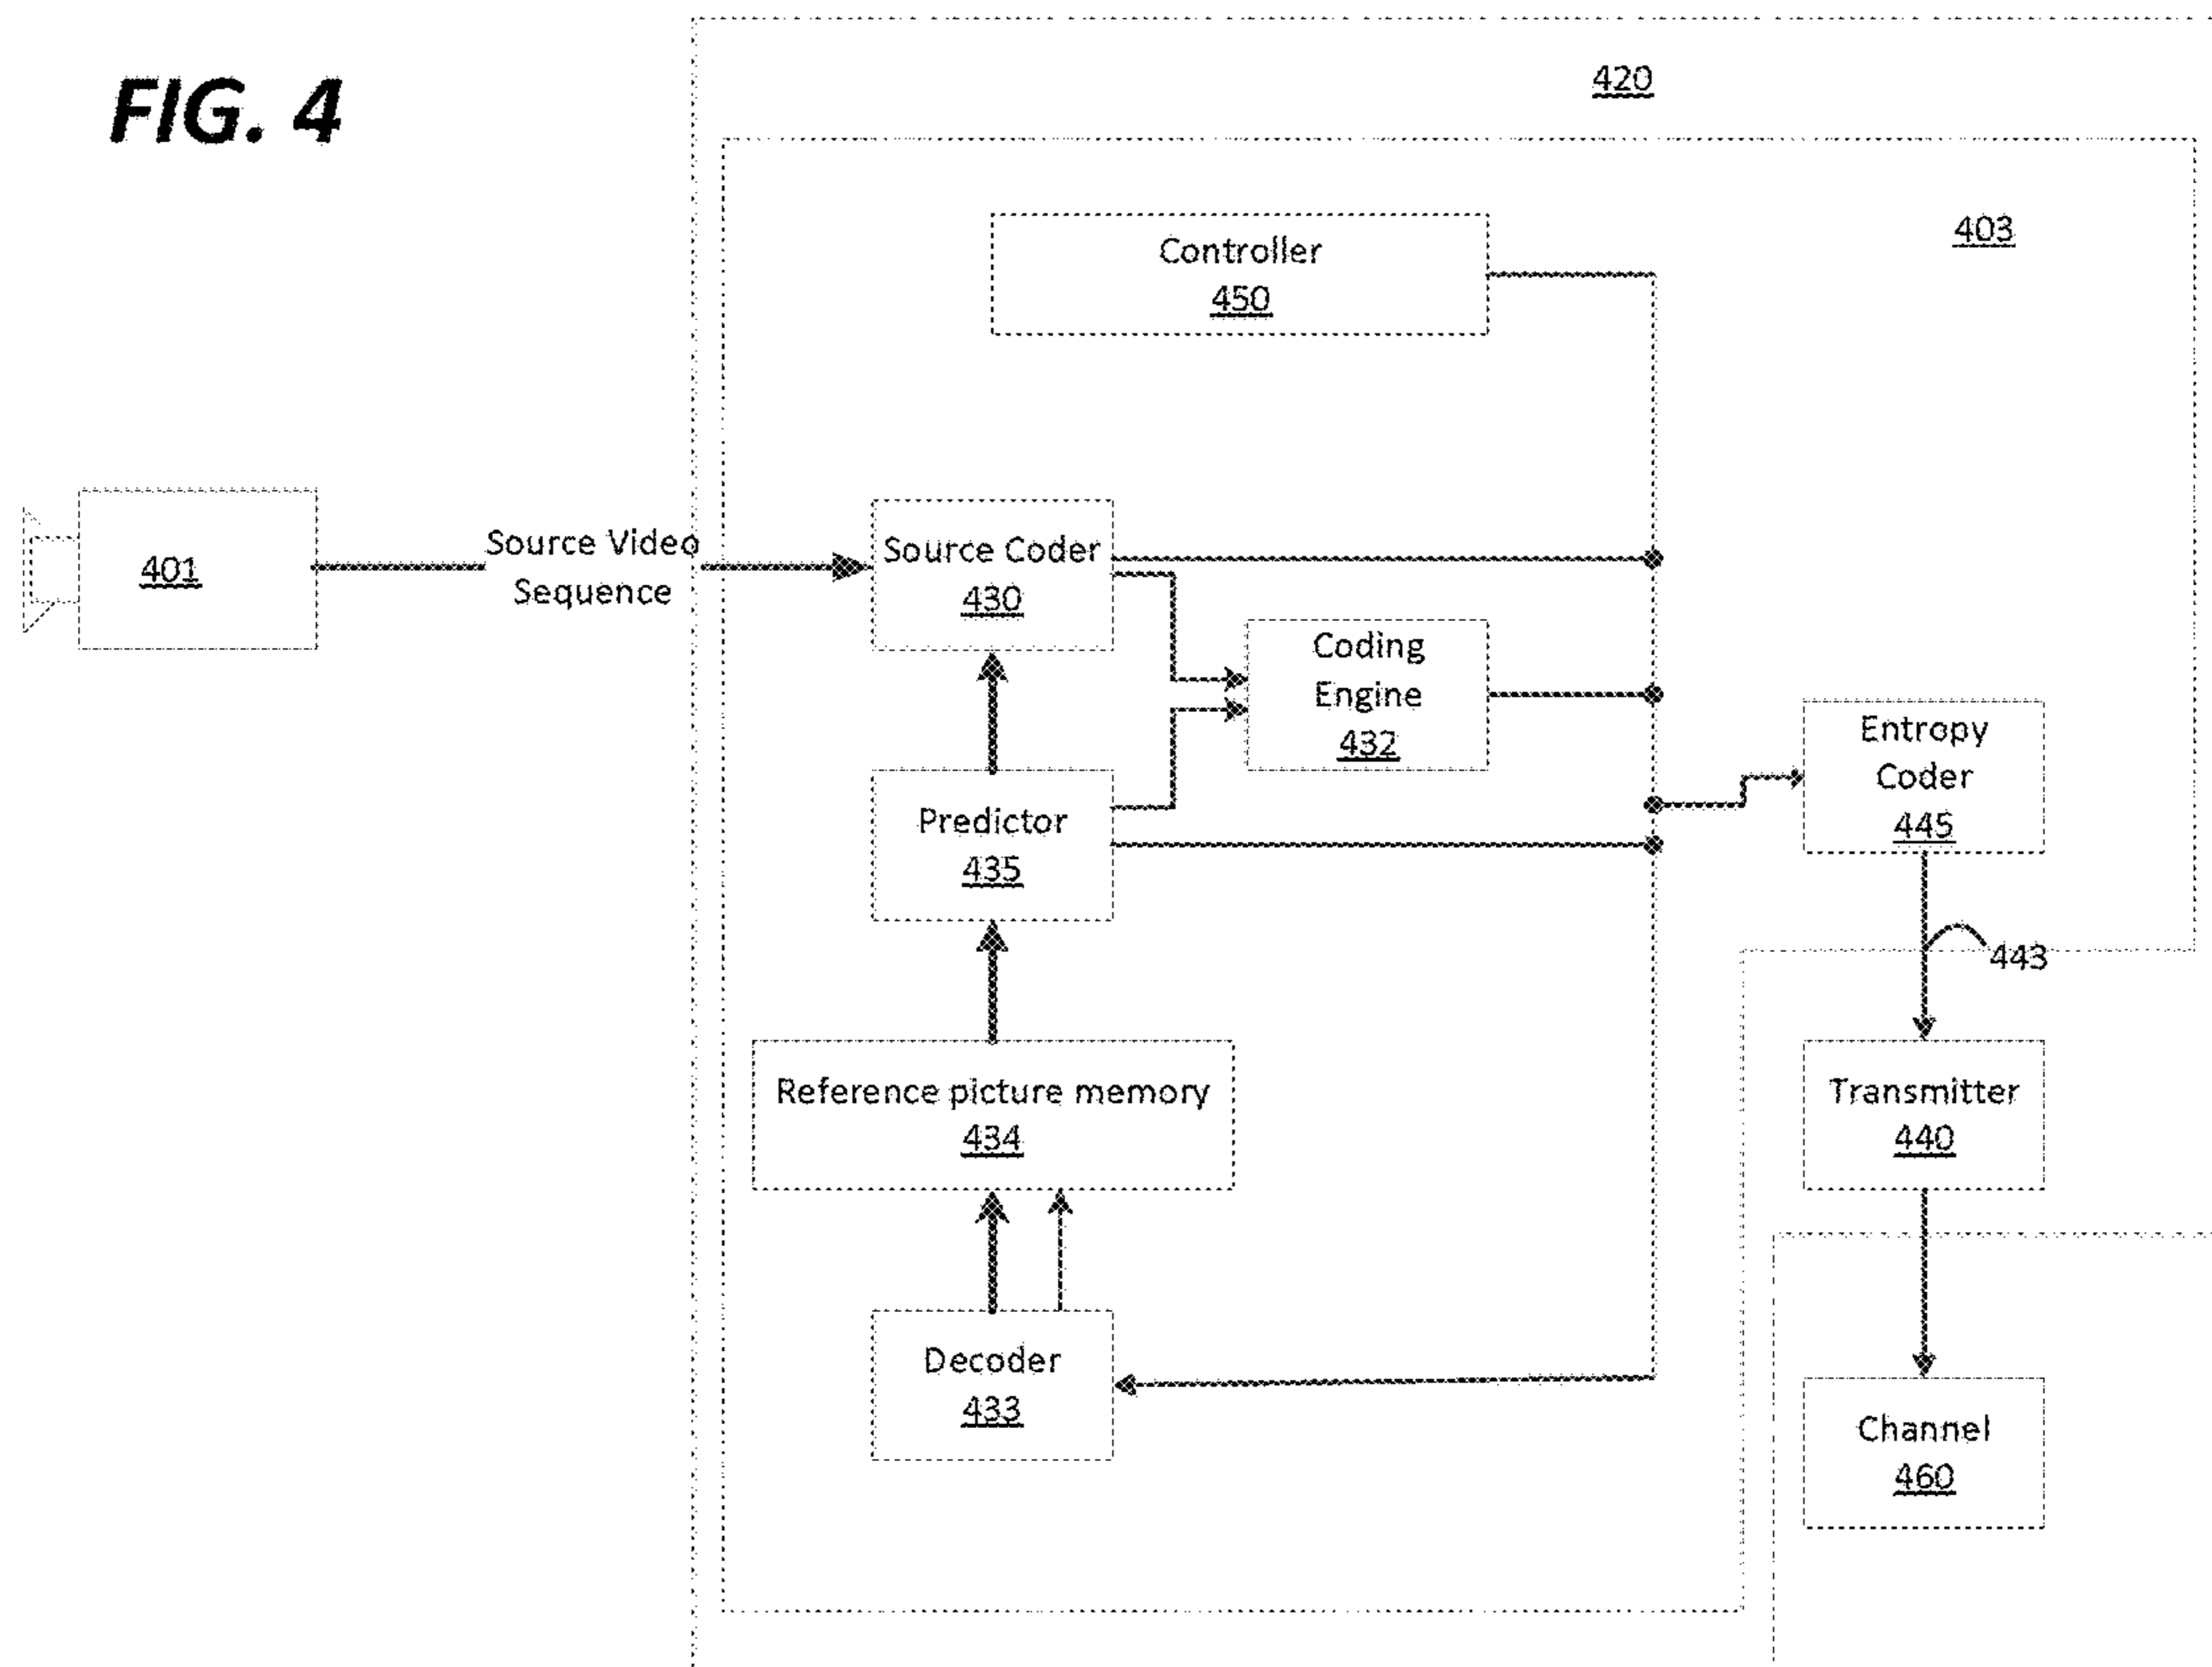 FIG. 4
420
403
Controller
450
401
Source Video
Sequence
Source Coder
430
Coding
Engine
432
Entropy
Coder
445
Predictor
435
443
Reference picture memory
434
Transmitter
440
Decoder
433
Channel
460